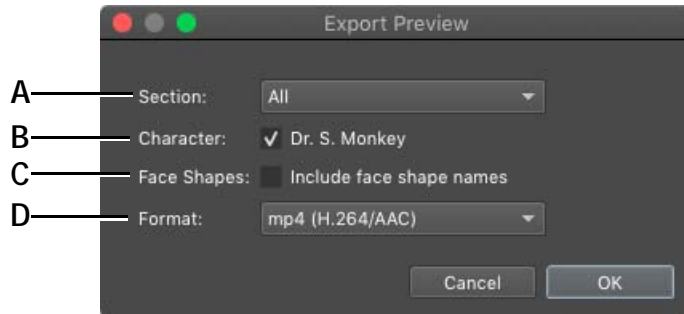 Export Preview
A Section: All
B Character: Dr. S. Monkey
C Face Shapes: Include face shape names
D Format: mp4 (H.264/AAC)
Cancel OK